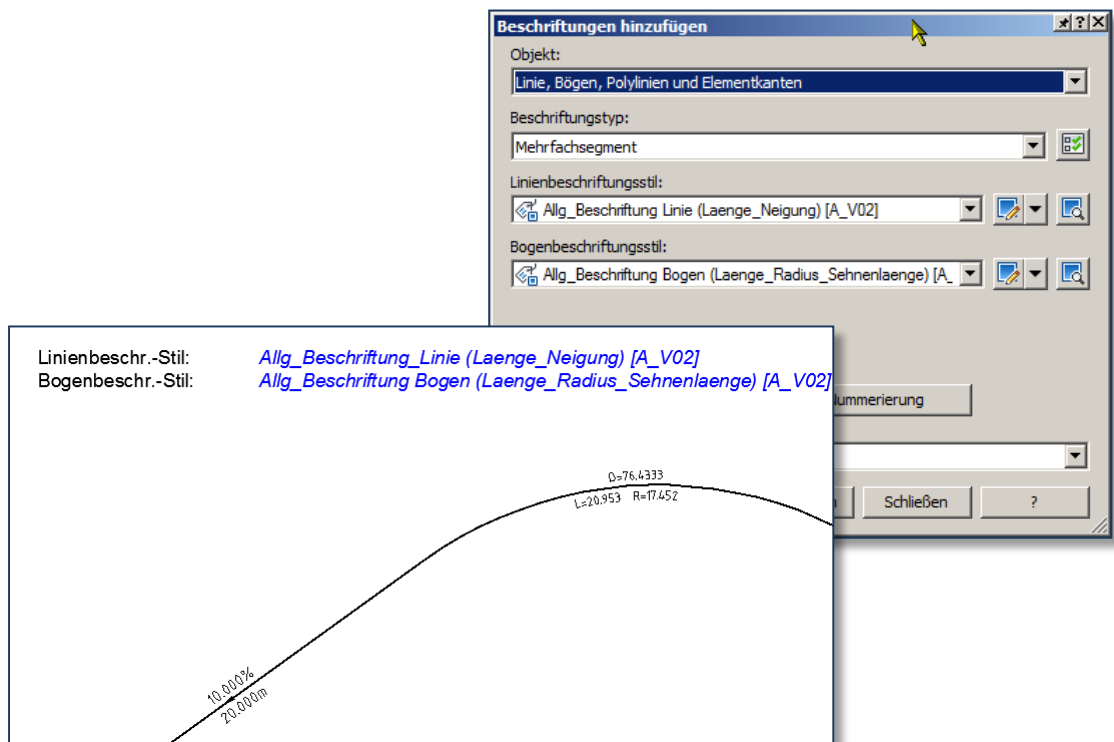 Beschriftungen hinzufügen
Objekt:
Linie, Bögen, Polylinien und Elementkanten
Beschriftungstyp:
Mehrfachsegment
Linienbeschriftungsstil:
Allg_Beschriftung Linie (Laenge_Neigung) [A_V02]
Bogenbeschriftungsstil:
Allg_Beschriftung Bogen (Laenge_Radius_Sehnenlaenge) [A_
Schließen
?
Linienbeschr.-Stil: Allg_Beschriftung_Linie (Laenge_Neigung) [A_V02]
Bogenbeschr.-Stil: Allg_Beschriftung Bogen (Laenge_Radius_Sehnenlaenge) [A_V02]
D=76.4333
L=20.953 R=17.452
10.000%
20.000m